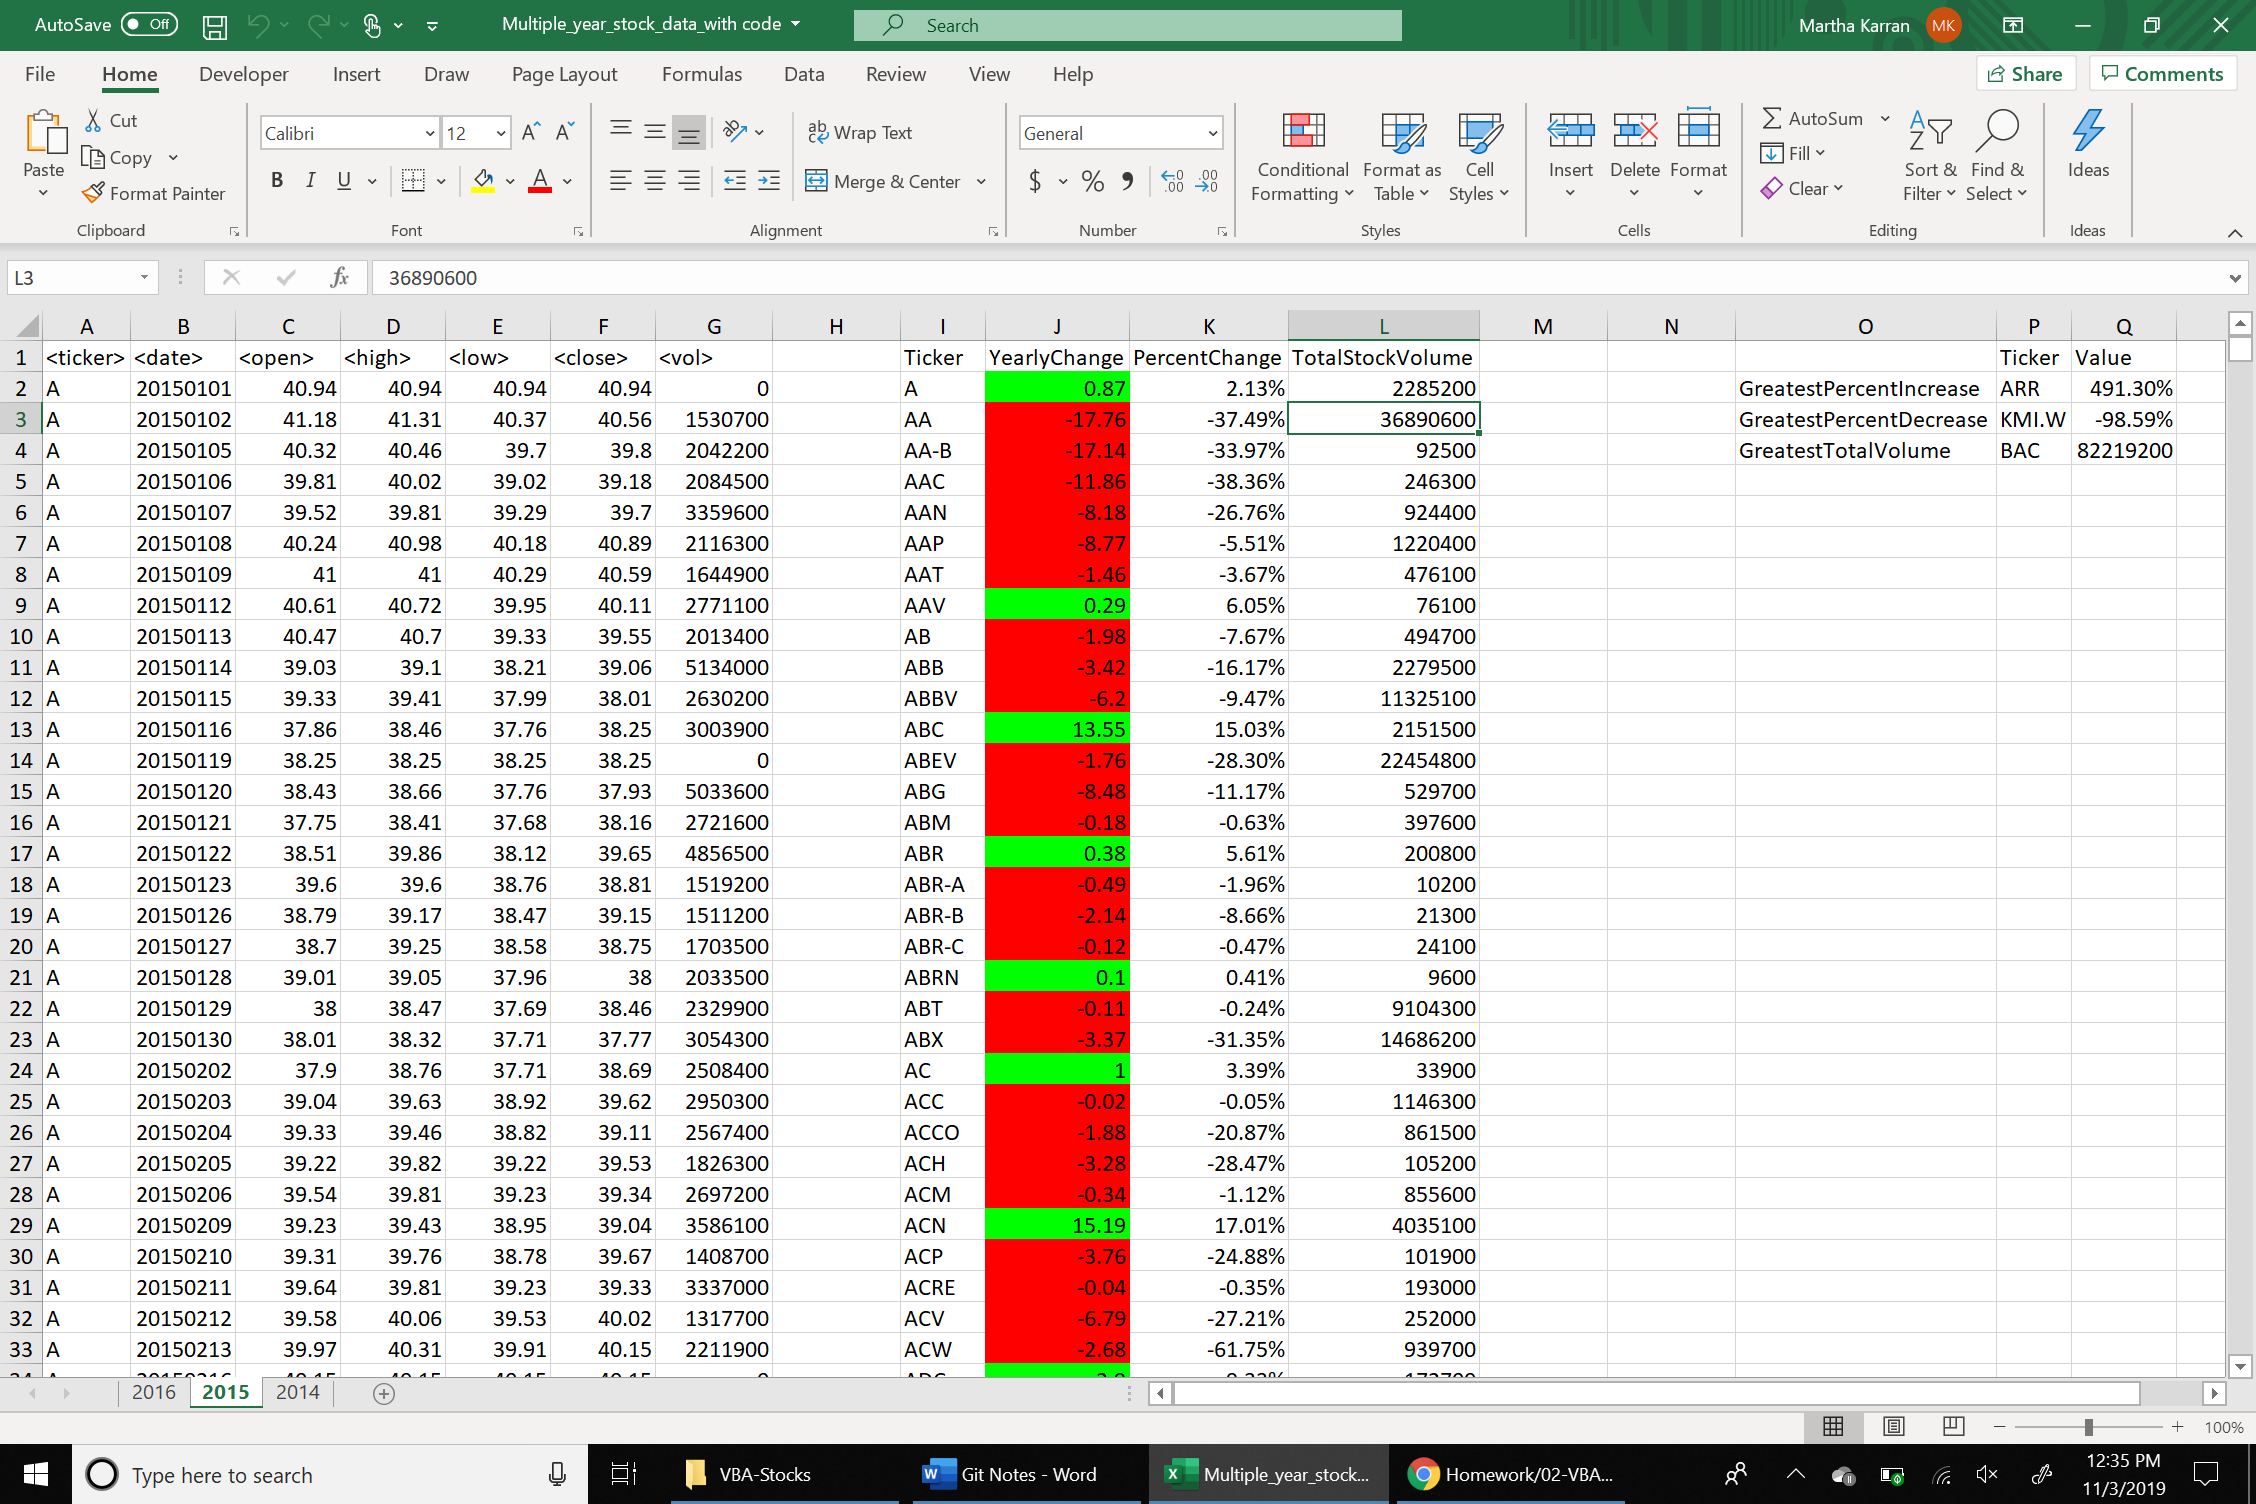 AutoSave Off Multiple_year_stock_data_with code Search Martha Karran MK
File Home Developer Insert Draw Page Layout Formulas Data Review View Help Share Comments
Paste Cut Copy Format Painter Clipboard
Calibri 12 B I U A Font
Wrap Text Merge & Center Alignment
General $ % Number
Conditional Formatting Format as Table Cell Styles Styles
Insert Delete Format Cells
AutoSum Fill Clear Sort & Filter Find & Select Editing
Ideas Ideas
L3 fx 36890600
A B C D E F G H I J K L M N O P Q
1 <ticker> <date> <open> <high> <low> <close> <vol> Ticker YearlyChange PercentChange TotalStockVolume Ticker Value
2 A 20150101 40.94 40.94 40.94 40.94 0 A 0.87 2.13% 2285200 GreatestPercentIncrease ARR 491.30%
3 A 20150102 41.18 41.31 40.37 40.56 1530700 AA -17.76 -37.49% 36890600 GreatestPercentDecrease KMI.W -98.59%
4 A 20150105 40.32 40.46 39.7 39.8 2042200 AA-B -17.14 -33.97% 92500 GreatestTotalVolume BAC 82219200
5 A 20150106 39.81 40.02 39.02 39.18 2084500 AAC -11.86 -38.36% 246300
6 A 20150107 39.52 39.81 39.29 39.7 3359600 AAN -8.18 -26.76% 924400
7 A 20150108 40.24 40.98 40.18 40.89 2116300 AAP -8.77 -5.51% 1220400
8 A 20150109 41 41 40.29 40.59 1644900 AAT -1.46 -3.67% 476100
9 A 20150112 40.61 40.72 39.95 40.11 2771100 AAV 0.29 6.05% 76100
10 A 20150113 40.47 40.7 39.33 39.55 2013400 AB -1.98 -7.67% 494700
11 A 20150114 39.03 39.1 38.21 39.06 5134000 ABB -3.42 -16.17% 2279500
12 A 20150115 39.33 39.41 37.99 38.01 2630200 ABBV -6.2 -9.47% 11325100
13 A 20150116 37.86 38.46 37.76 38.25 3003900 ABC 13.55 15.03% 2151500
14 A 20150119 38.25 38.25 38.25 38.25 0 ABEV -1.76 -28.30% 22454800
15 A 20150120 38.43 38.66 37.76 37.93 5033600 ABG -8.48 -11.17% 529700
16 A 20150121 37.75 38.41 37.68 38.16 2721600 ABM -0.18 -0.63% 397600
17 A 20150122 38.51 39.86 38.12 39.65 4856500 ABR 0.38 5.61% 200800
18 A 20150123 39.6 39.6 38.76 38.81 1519200 ABR-A -0.49 -1.96% 10200
19 A 20150126 38.79 39.17 38.47 39.15 1511200 ABR-B -2.14 -8.66% 21300
20 A 20150127 38.7 39.25 38.58 38.75 1703500 ABR-C -0.12 -0.47% 24100
21 A 20150128 39.01 39.05 37.96 38 2033500 ABRN 0.1 0.41% 9600
22 A 20150129 38 38.47 37.69 38.46 2329900 ABT -0.11 -0.24% 9104300
23 A 20150130 38.01 38.32 37.71 37.77 3054300 ABX -3.37 -31.35% 14686200
24 A 20150202 37.9 38.76 37.71 38.69 2508400 AC 1 3.39% 33900
25 A 20150203 39.04 39.63 38.92 39.62 2950300 ACC -0.02 -0.05% 1146300
26 A 20150204 39.33 39.46 38.82 39.11 2567400 ACCO -1.88 -20.87% 861500
27 A 20150205 39.22 39.82 39.22 39.53 1826300 ACH -3.28 -28.47% 105200
28 A 20150206 39.54 39.81 39.23 39.34 2697200 ACM -0.34 -1.12% 855600
29 A 20150209 39.23 39.43 38.95 39.04 3586100 ACN 15.19 17.01% 4035100
30 A 20150210 39.31 39.76 38.78 39.67 1408700 ACP -3.76 -24.88% 101900
31 A 20150211 39.64 39.81 39.23 39.33 3337000 ACRE -0.04 -0.35% 193000
32 A 20150212 39.58 40.06 39.53 40.02 1317700 ACV -6.79 -27.21% 252000
33 A 20150213 39.97 40.31 39.91 40.15 2211900 ACW -2.68 -61.75% 939700
2016 2015 2014
100%
Type here to search VBA-Stocks Git Notes - Word Multiple_year_stock... Homework/02-VBA... 12:35 PM
11/3/2019